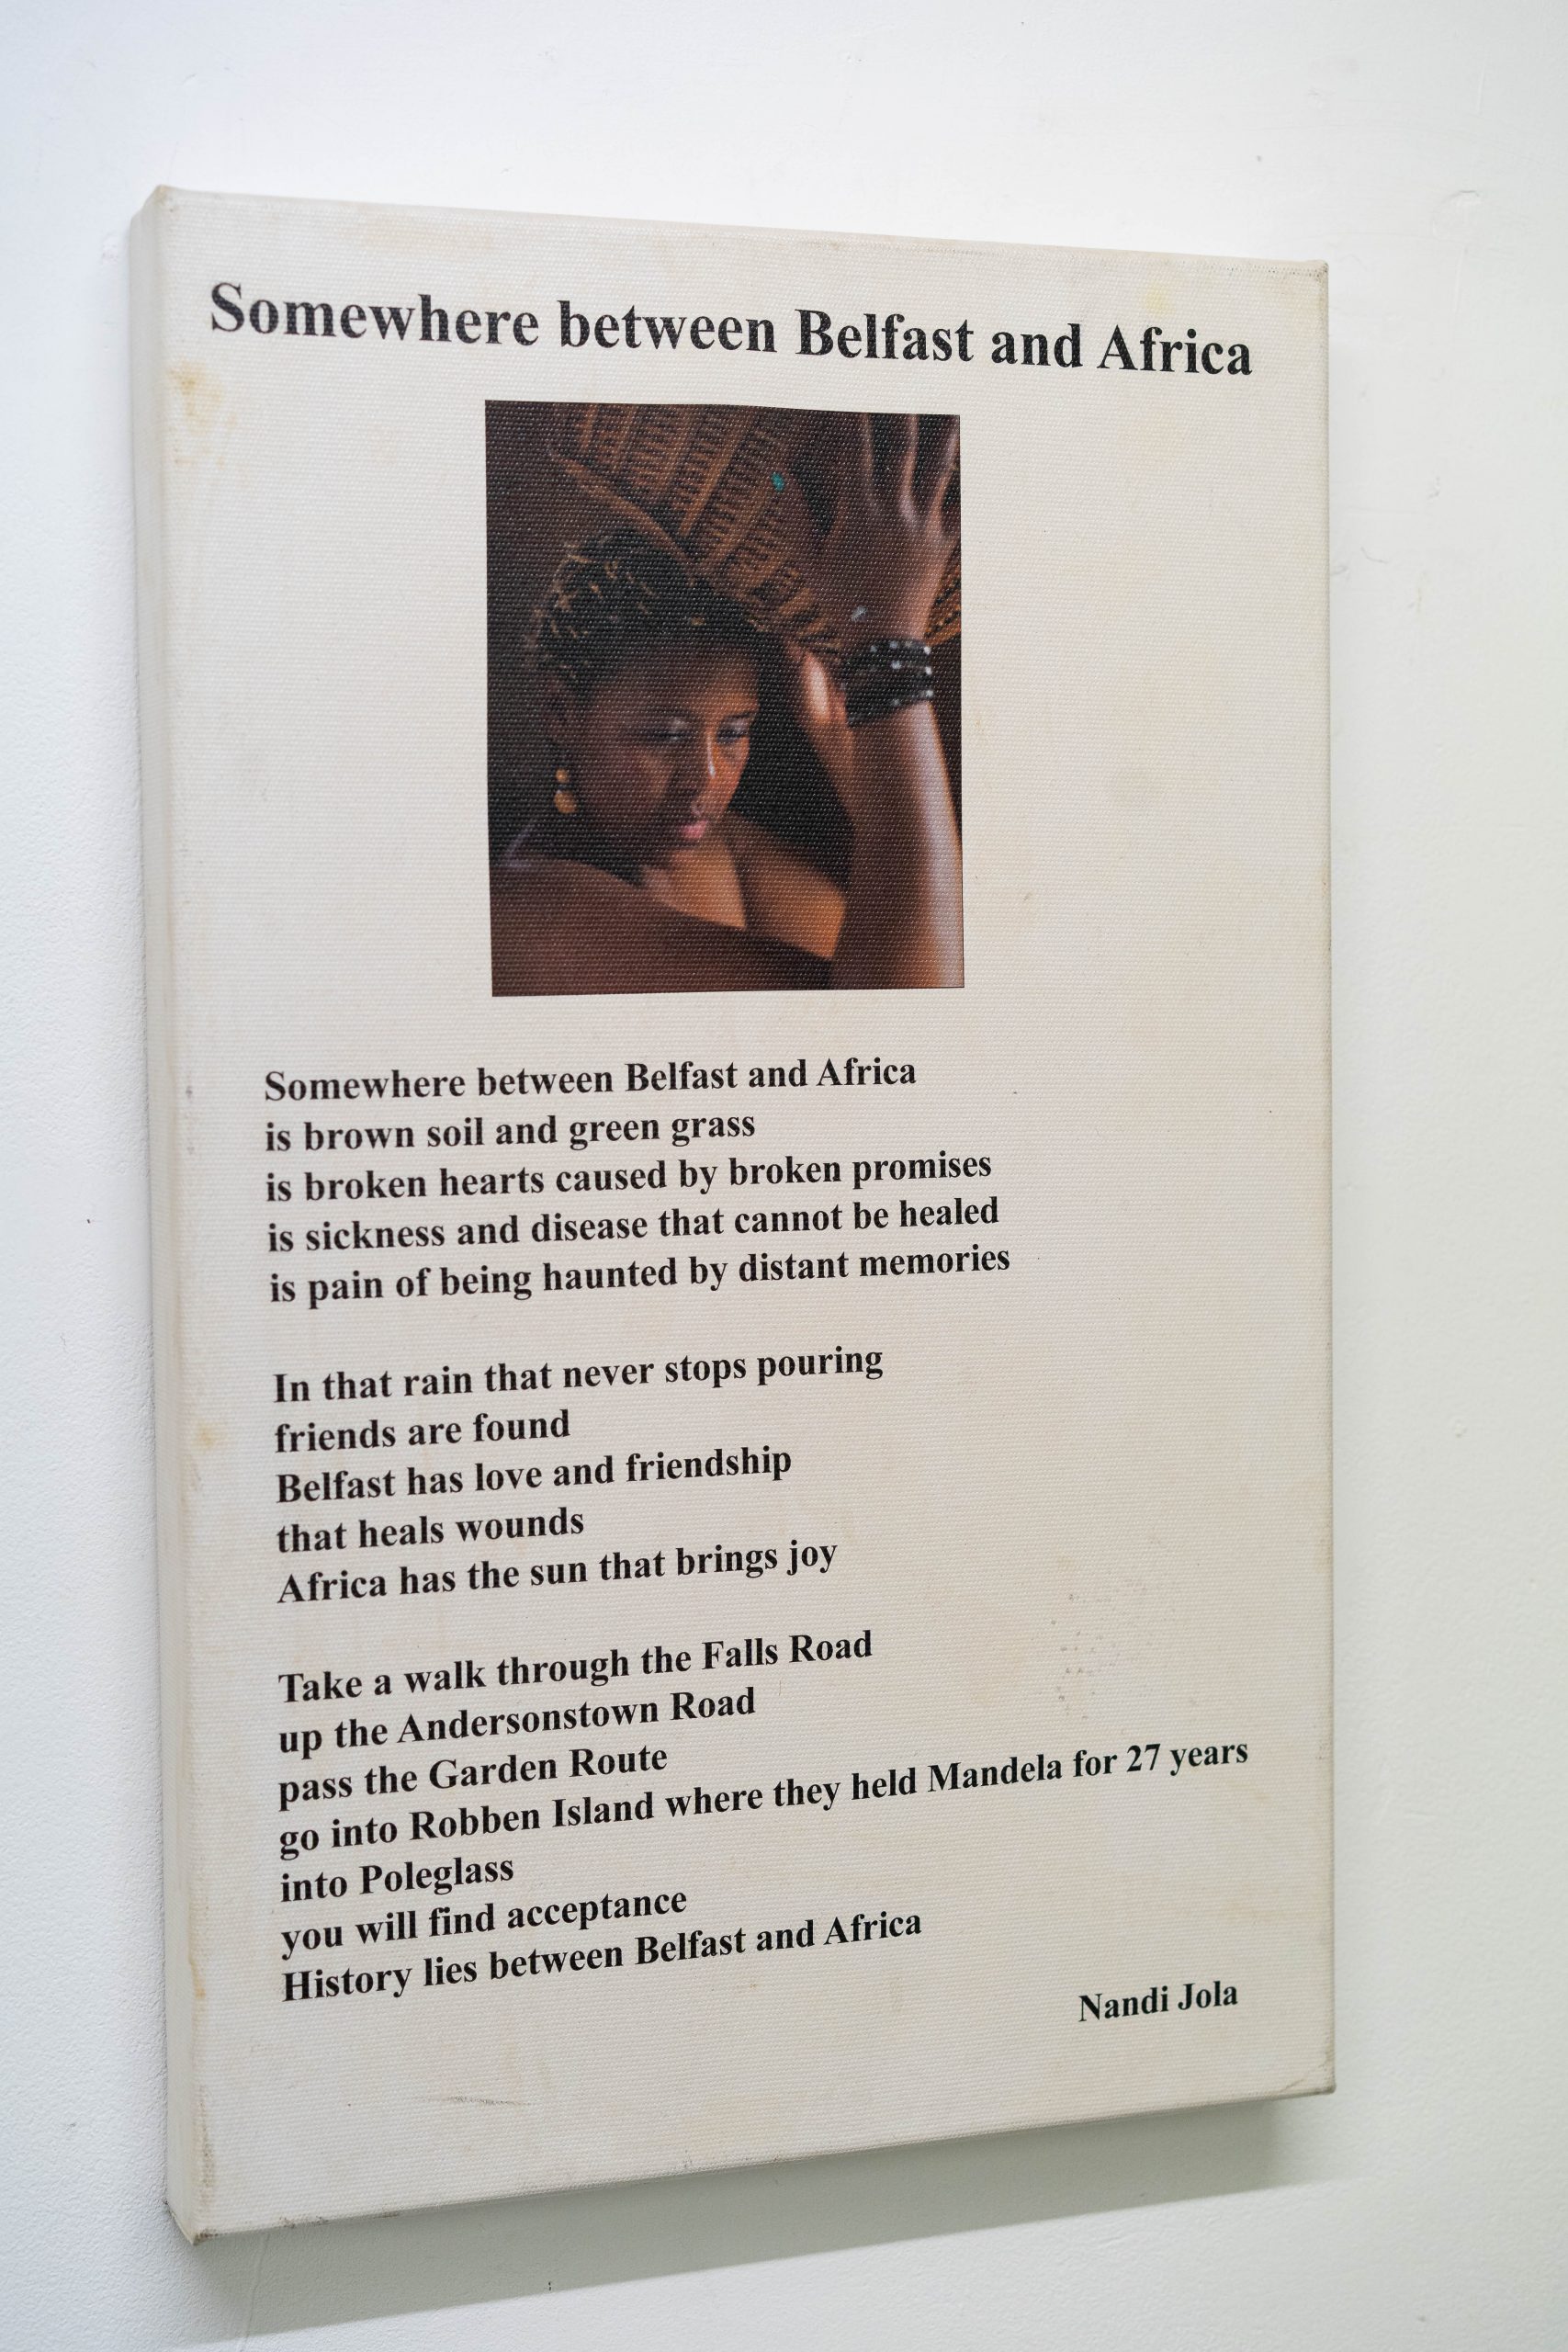 Somewhere between Belfast and Africa
Somewhere between Belfast and Africa
is brown soil and green grass
is broken hearts caused by broken promises
is sickness and disease that cannot be healed
is pain of being haunted by distant memories
In that rain that never stops pouring
friends are found
Belfast has love and friendship
that heals wounds
Africa has the sun that brings joy
Take a walk through the Falls Road
up the Andersonstown Road
pass the Garden Route
go into Robben Island where they held Mandela for 27 years
into Poleglass
you will find acceptance
History lies between Belfast and Africa
Nandi Jola